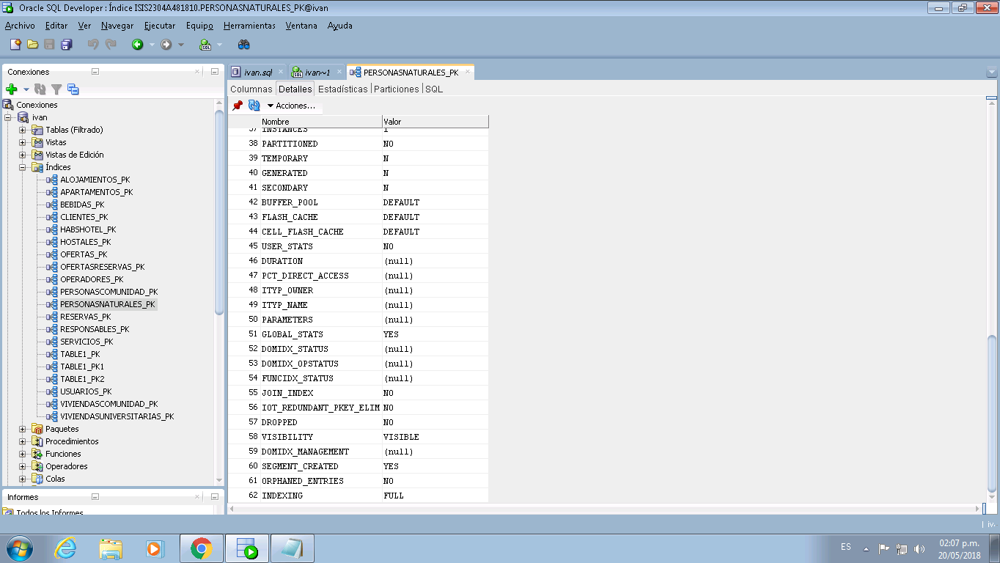 Oracle SQL Developer : Índice ISIS2304A481810.PERSONASNATURALES_PK@ivan
Archivo Editar Ver Navegar Ejecutar Equipo Herramientas Ventana Ayuda
Conexiones
Conexiones
ivan
Tablas (Filtrado)
Vistas
Vistas de Edición
Índices
ALOJAMIENTOS_PK
APARTAMENTOS_PK
BEBIDAS_PK
CLIENTES_PK
HABSHOTEL_PK
HOSTALES_PK
OFERTAS_PK
OFERTASRESERVAS_PK
OPERADORES_PK
PERSONASCOMUNIDAD_PK
PERSONASNATURALES_PK
RESERVAS_PK
RESPONSABLES_PK
SERVICIOS_PK
TABLE1_PK
TABLE1_PK1
TABLE1_PK2
USUARIOS_PK
VIVIENDASCOMUNIDAD_PK
VIVIENDASUNIVERSITARIAS_PK
Paquetes
Procedimientos
Funciones
Operadores
Colas
Informes
Todos los Informes
ivan.sql ivan~1 PERSONASNATURALES_PK
Columnas Detalles Estadísticas Particiones SQL
Acciones...
Nombre Valor
37 INSTANCES 1
38 PARTITIONED NO
39 TEMPORARY N
40 GENERATED N
41 SECONDARY N
42 BUFFER_POOL DEFAULT
43 FLASH_CACHE DEFAULT
44 CELL_FLASH_CACHE DEFAULT
45 USER_STATS NO
46 DURATION (null)
47 PCT_DIRECT_ACCESS (null)
48 ITYP_OWNER (null)
49 ITYP_NAME (null)
50 PARAMETERS (null)
51 GLOBAL_STATS YES
52 DOMIDX_STATUS (null)
53 DOMIDX_OPSTATUS (null)
54 FUNCIDX_STATUS (null)
55 JOIN_INDEX NO
56 IOT_REDUNDANT_PKEY_ELIM NO
57 DROPPED NO
58 VISIBILITY VISIBLE
59 DOMIDX_MANAGEMENT (null)
60 SEGMENT_CREATED YES
61 ORPHANED_ENTRIES NO
62 INDEXING FULL
ES
02:07 p.m.
20/05/2018